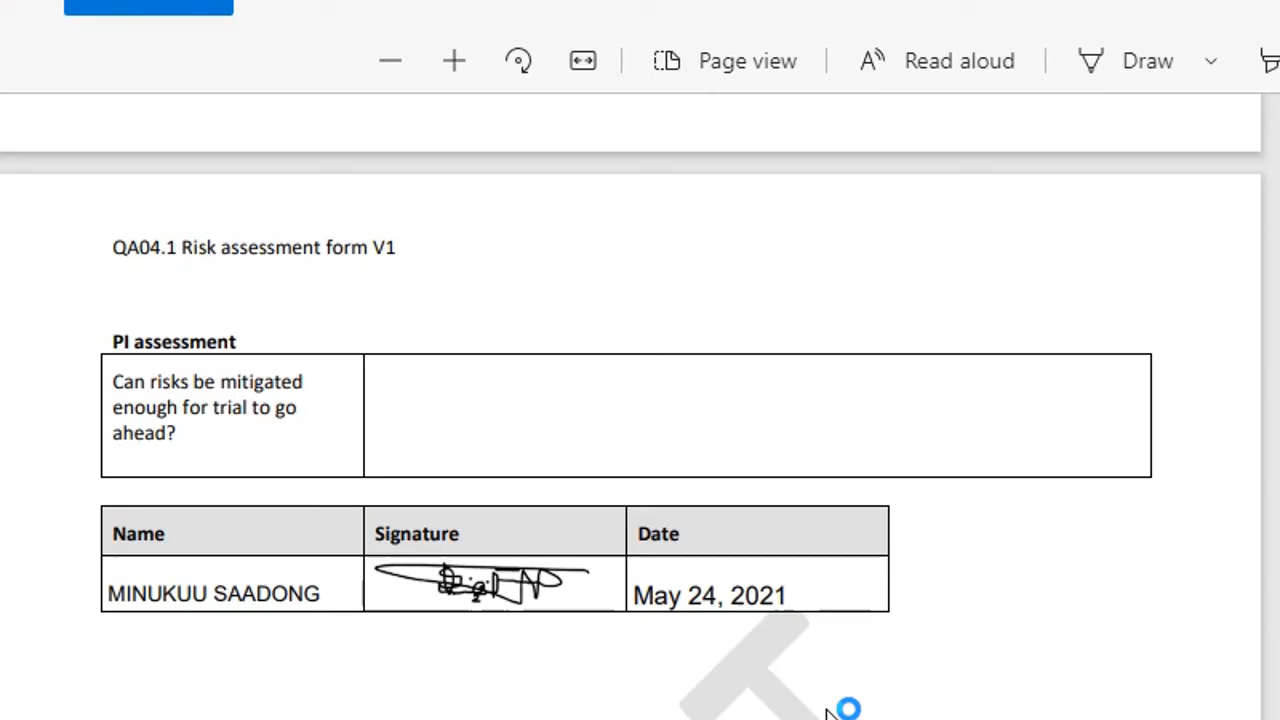 Page view
Read aloud
Draw
QA04.1 Risk assessment form V1
PI assessment
Can risks be mitigated
enough for trial to go
ahead?
Name Signature Date
MINUKUU SAADONG May 24, 2021